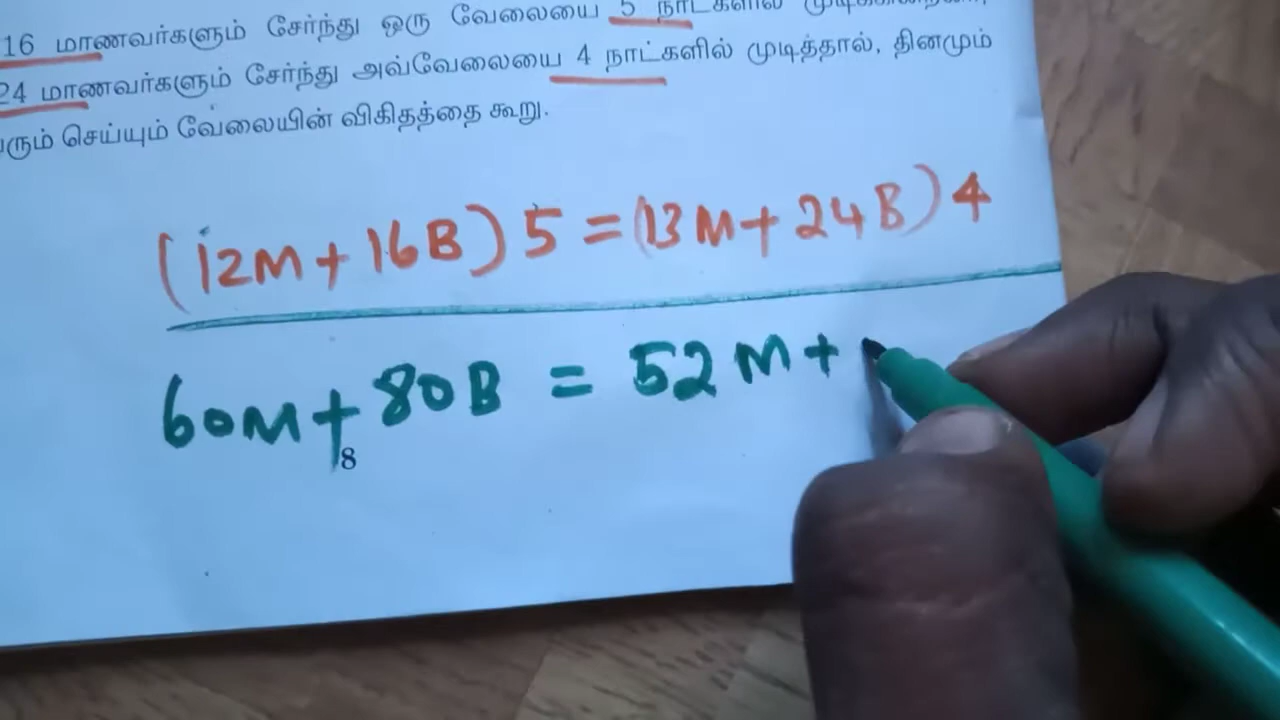 16 மாணவர்களும் சேர்ந்து ஒரு வேலையை 5 நாட்களில்
24 மாணவர்களும் சேர்ந்து அவ்வேலையை 4 நாட்களில் முடித்தால், தினமும்
செய்யும் வேலையின் விகிதத்தை கூறு.
(12M + 16B) 5 = (13M + 24B) 4
60M + 80B = 52M +
8